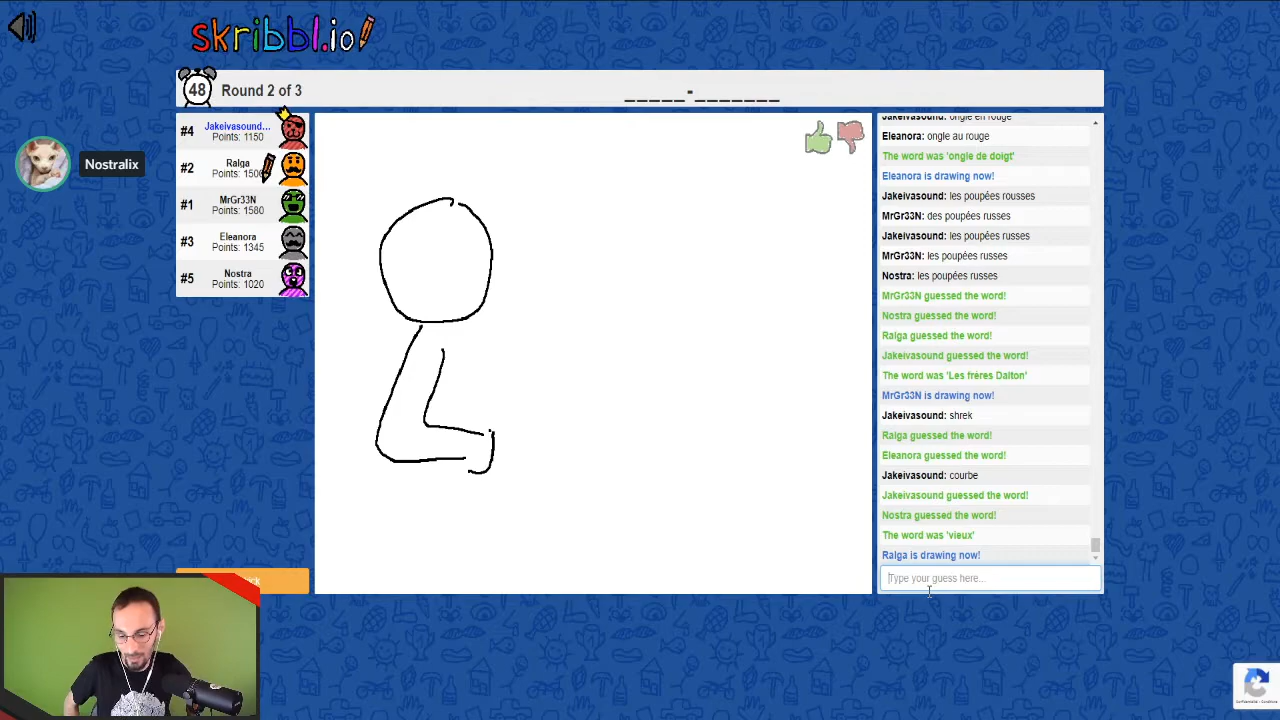 skribbl.io
48
Round 2 of 3
_____-_______
#4
Jakeivasound...
Points: 1150
#2
Ralga
Points: 1500
#1
MrGr33N
Points: 1580
#3
Eleanora
Points: 1345
#5
Nostra
Points: 1020
Nostralix
Jakeivasound: ongle en rouge
Eleanora: ongle au rouge
The word was 'ongle de doigt'
Eleanora is drawing now!
Jakeivasound: les poupées rousses
MrGr33N: des poupées russes
Jakeivasound: les poupées russes
MrGr33N: les poupées russes
Nostra: les poupées russes
MrGr33N guessed the word!
Nostra guessed the word!
Ralga guessed the word!
Jakeivasound guessed the word!
The word was 'Les frères Dalton'
MrGr33N is drawing now!
Jakeivasound: shrek
Ralga guessed the word!
Eleanora guessed the word!
Jakeivasound: courbe
Jakeivasound guessed the word!
Nostra guessed the word!
The word was 'vieux'
Ralga is drawing now!
Type your guess here...